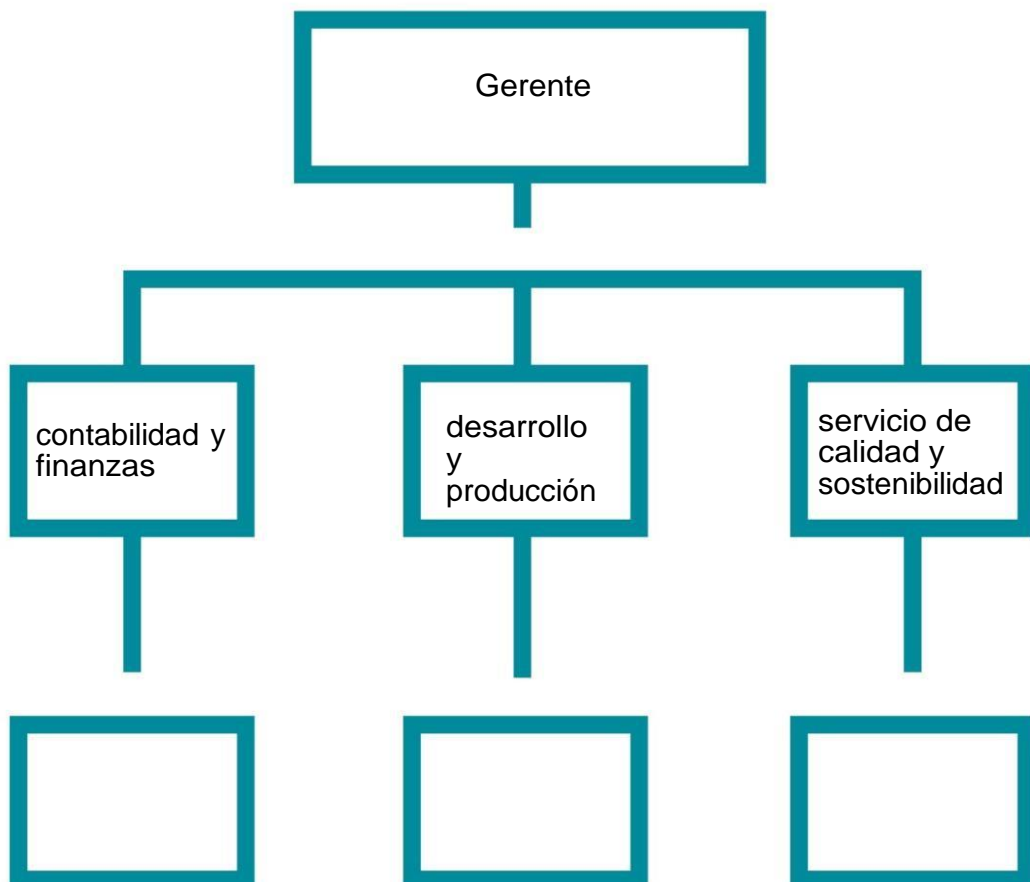 Gerente
contabilidad y
finanzas
desarrollo
y
producción
servicio de
calidad y
sostenibilidad